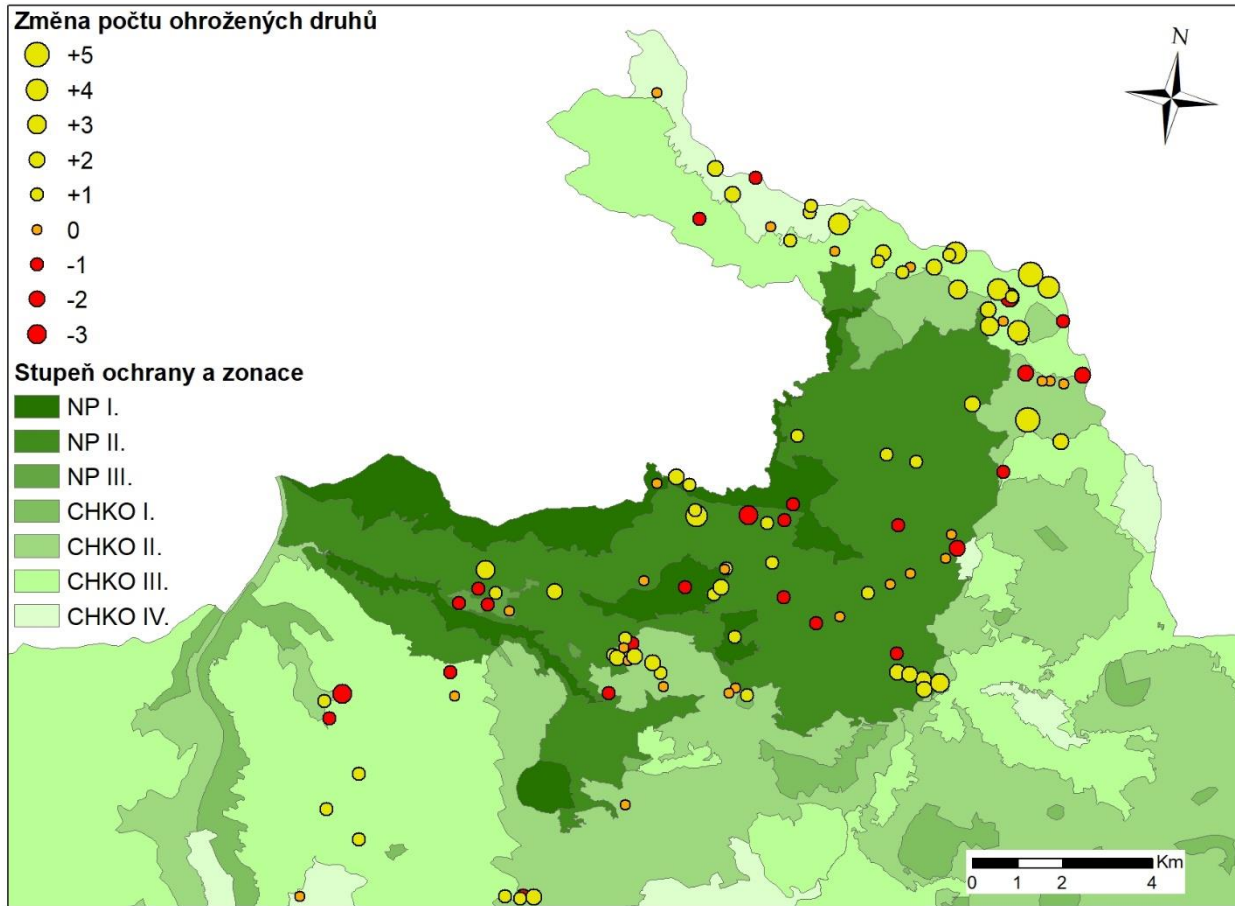 Změna počtu ohrožených druhů
+5
+4
+3
+2
+1
0
-1
-2
-3
Stupeň ochrany a zonace
NP I.
NP II.
NP III.
CHKO I.
CHKO II.
CHKO III.
CHKO IV.
N
Km
0 1 2 4